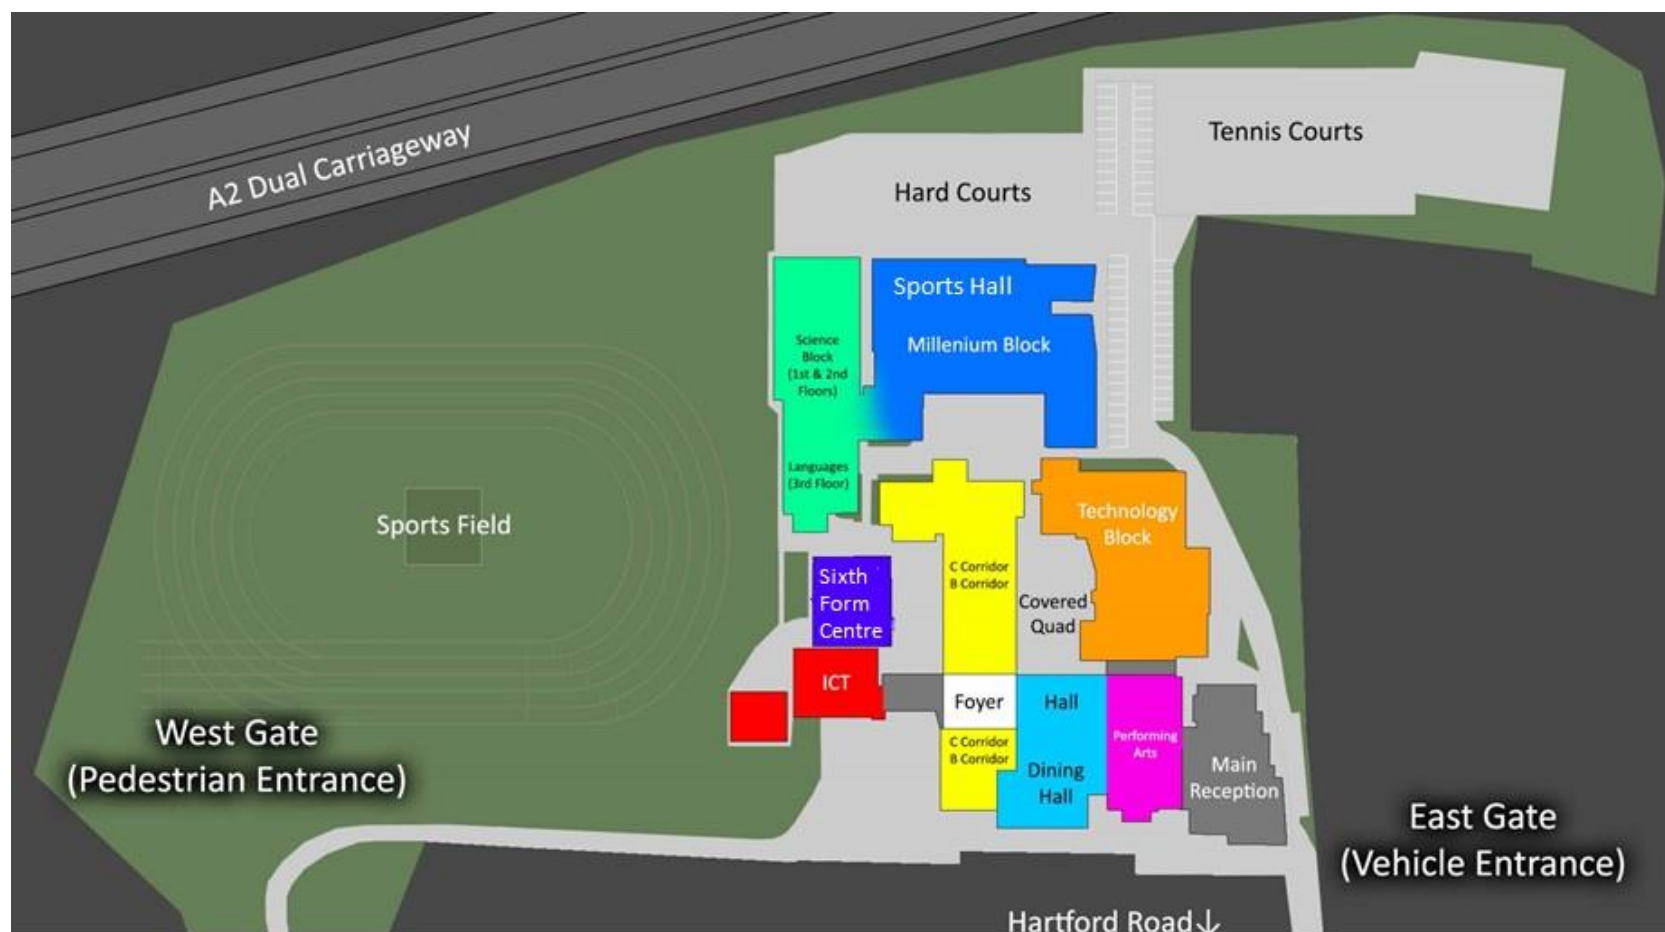 A2 Dual Carriageway
Tennis Courts
Hard Courts
Sports Hall
Millenium Block
Science
Block
(1st & 2nd
Floors)
Languages
(3rd Floor)
Sports Field
Technology
Block
C Corridor
B Corridor
Sixth
Form
Centre
Covered
Quad
ICT
Foyer
Hall
C Corridor
B Corridor
Performing
Arts
Dining
Hall
Main
Reception
West Gate
(Pedestrian Entrance)
East Gate
(Vehicle Entrance)
Hartford Road↓